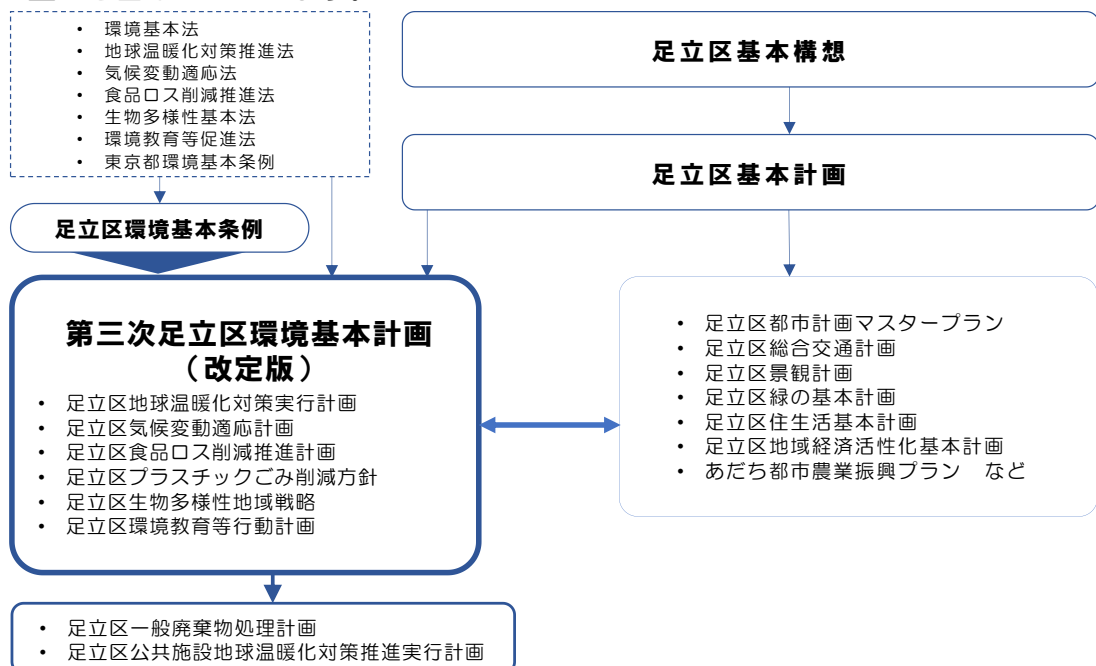 ・ 環境基本法
・ 地球温暖化対策推進法
・ 気候変動適応法
・ 食品ロス削減推進法
・ 生物多様性基本法
・ 環境教育等促進法
・ 東京都環境基本条例
足立区基本構想
足立区基本計画
足立区環境基本条例
第三次足立区環境基本計画
（改定版）
・ 足立区地球温暖化対策実行計画
・ 足立区気候変動適応計画
・ 足立区食品ロス削減推進計画
・ 足立区プラスチックごみ削減方針
・ 足立区生物多様性地域戦略
・ 足立区環境教育等行動計画
・ 足立区都市計画マスタープラン
・ 足立区総合交通計画
・ 足立区景観計画
・ 足立区緑の基本計画
・ 足立区住生活基本計画
・ 足立区地域経済活性化基本計画
・ あだち都市農業振興プラン　など
・ 足立区一般廃棄物処理計画
・ 足立区公共施設地球温暖化対策推進実行計画